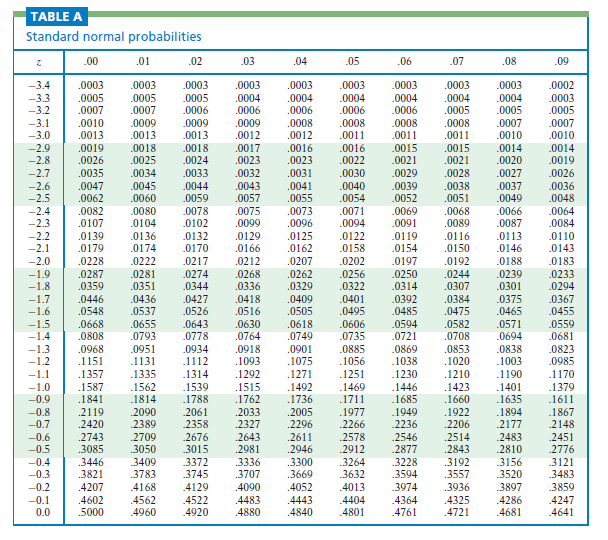 TABLE A
Standard normal probabilities
z .00 .01 .02 .03 .04 .05 .06 .07 .08 .09
–3.4 .0003 .0003 .0003 .0003 .0003 .0003 .0003 .0003 .0003 .0002
–3.3 .0005 .0005 .0005 .0004 .0004 .0004 .0004 .0004 .0004 .0003
–3.2 .0007 .0007 .0006 .0006 .0006 .0006 .0006 .0005 .0005 .0005
–3.1 .0010 .0009 .0009 .0009 .0008 .0008 .0008 .0008 .0007 .0007
–3.0 .0013 .0013 .0013 .0012 .0012 .0011 .0011 .0011 .0010 .0010
–2.9 .0019 .0018 .0018 .0017 .0016 .0016 .0015 .0015 .0014 .0014
–2.8 .0026 .0025 .0024 .0023 .0023 .0022 .0021 .0021 .0020 .0019
–2.7 .0035 .0034 .0033 .0032 .0031 .0030 .0029 .0028 .0027 .0026
–2.6 .0047 .0045 .0044 .0043 .0041 .0040 .0039 .0038 .0037 .0036
–2.5 .0062 .0060 .0059 .0057 .0055 .0054 .0052 .0051 .0049 .0048
–2.4 .0082 .0080 .0078 .0075 .0073 .0071 .0069 .0068 .0066 .0064
–2.3 .0107 .0104 .0102 .0099 .0096 .0094 .0091 .0089 .0087 .0084
–2.2 .0139 .0136 .0132 .0129 .0125 .0122 .0119 .0116 .0113 .0110
–2.1 .0179 .0174 .0170 .0166 .0162 .0158 .0154 .0150 .0146 .0143
–2.0 .0228 .0222 .0217 .0212 .0207 .0202 .0197 .0192 .0188 .0183
–1.9 .0287 .0281 .0274 .0268 .0262 .0256 .0250 .0244 .0239 .0233
–1.8 .0359 .0351 .0344 .0336 .0329 .0322 .0314 .0307 .0301 .0294
–1.7 .0446 .0436 .0427 .0418 .0409 .0401 .0392 .0384 .0375 .0367
–1.6 .0548 .0537 .0526 .0516 .0505 .0495 .0485 .0475 .0465 .0455
–1.5 .0668 .0655 .0643 .0630 .0618 .0606 .0594 .0582 .0571 .0559
–1.4 .0808 .0793 .0778 .0764 .0749 .0735 .0721 .0708 .0694 .0681
–1.3 .0968 .0951 .0934 .0918 .0901 .0885 .0869 .0853 .0838 .0823
–1.2 .1151 .1131 .1112 .1093 .1075 .1056 .1038 .1020 .1003 .0985
–1.1 .1357 .1335 .1314 .1292 .1271 .1251 .1230 .1210 .1190 .1170
–1.0 .1587 .1562 .1539 .1515 .1492 .1469 .1446 .1423 .1401 .1379
–0.9 .1841 .1814 .1788 .1762 .1736 .1711 .1685 .1660 .1635 .1611
–0.8 .2119 .2090 .2061 .2033 .2005 .1977 .1949 .1922 .1894 .1867
–0.7 .2420 .2389 .2358 .2327 .2296 .2266 .2236 .2206 .2177 .2148
–0.6 .2743 .2709 .2676 .2643 .2611 .2578 .2546 .2514 .2483 .2451
–0.5 .3085 .3050 .3015 .2981 .2946 .2912 .2877 .2843 .2810 .2776
–0.4 .3446 .3409 .3372 .3336 .3300 .3264 .3228 .3192 .3156 .3121
–0.3 .3821 .3783 .3745 .3707 .3669 .3632 .3594 .3557 .3520 .3483
–0.2 .4207 .4168 .4129 .4090 .4052 .4013 .3974 .3936 .3897 .3859
–0.1 .4602 .4562 .4522 .4483 .4443 .4404 .4364 .4325 .4286 .4247
0.0 .5000 .4960 .4920 .4880 .4840 .4801 .4761 .4721 .4681 .4641